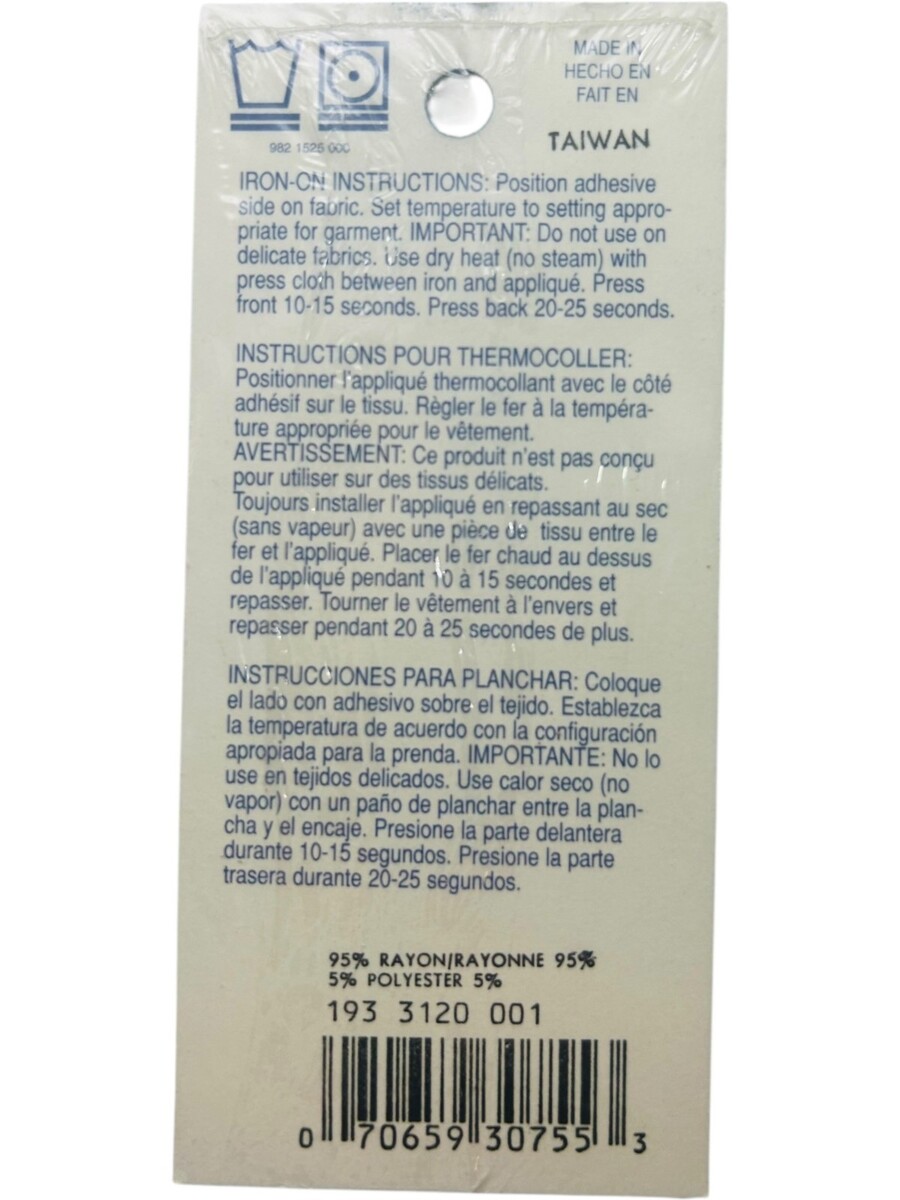 MADE IN
HECHO EN
FAIT EN
TAIWAN
982 1525 000
IRON-ON INSTRUCTIONS: Position adhesive
side on fabric. Set temperature to setting appro-
priate for garment. IMPORTANT: Do not use on
delicate fabrics. Use dry heat (no steam) with
press cloth between iron and appliqué. Press
front 10-15 seconds. Press back 20-25 seconds.
INSTRUCTIONS POUR THERMOCOLLER:
Positionner l'appliqué thermocollant avec le côté
adhésif sur le tissu. Règler le fer à la tempéra-
ture appropriée pour le vêtement.
AVERTISSEMENT: Ce produit n'est pas conçu
pour utiliser sur des tissus délicats.
Toujours installer l'appliqué en repassant au sec
(sans vapeur) avec une pièce de tissu entre le
fer et l'appliqué. Placer le fer chaud au dessus
de l'appliqué pendant 10 à 15 secondes et
repasser. Tourner le vêtement à l'envers et
repasser pendant 20 à 25 secondes de plus.
INSTRUCCIONES PARA PLANCHAR: Coloque
el lado con adhesivo sobre el tejido. Establezca
la temperatura de acuerdo con la configuración
apropiada para la prenda. IMPORTANTE: No lo
use en tejidos delicados. Use calor seco (no
vapor) con un paño de planchar entre la plan-
cha y el encaje. Presione la parte delantera
durante 10-15 segundos. Presione la parte
trasera durante 20-25 segundos.
95% RAYON/RAYONNE 95%
5% POLYESTER 5%
193 3120 001
0 70659 30755 3